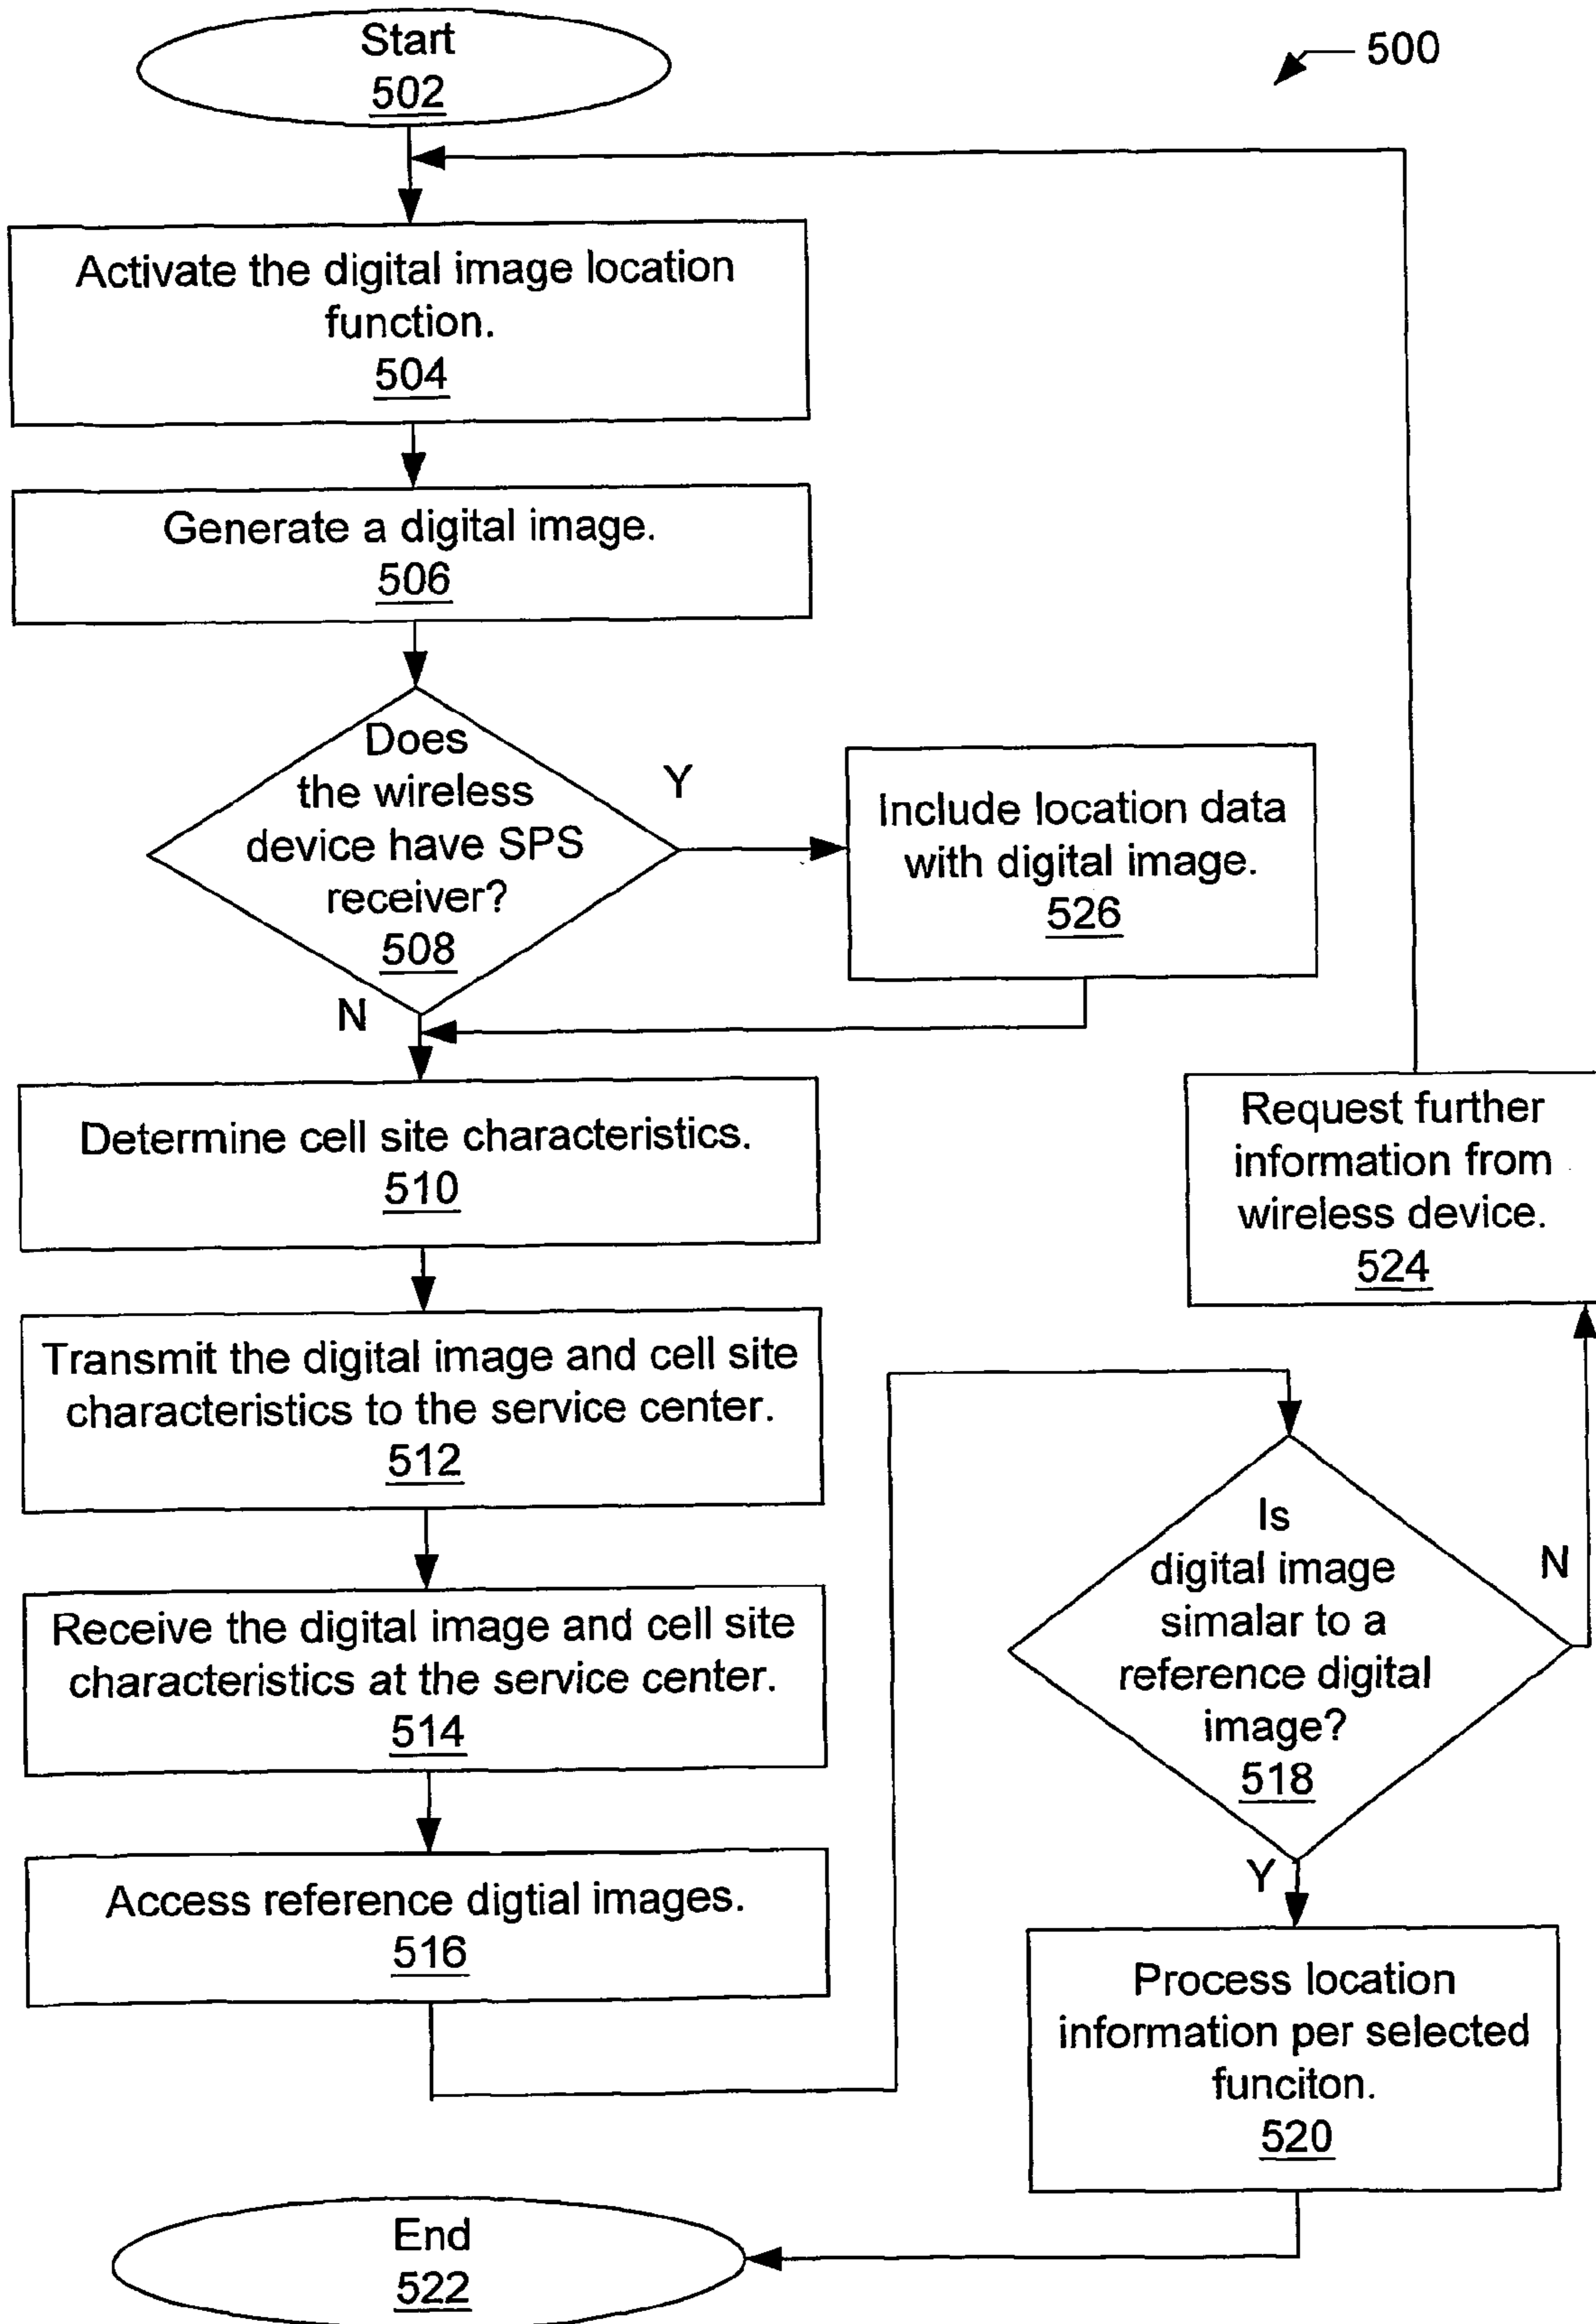 Start
502
500
Activate the digital image location
function.
504
Generate a digital image.
506
Does
the wireless
device have SPS
receiver?
508
Y
N
Include location data
with digital image.
526
Determine cell site characteristics.
510
Transmit the digital image and cell site
characteristics to the service center.
512
Receive the digital image and cell site
characteristics at the service center.
514
Access reference digtial images.
516
Request further
information from
wireless device.
524
Is
digital image
simalar to a
reference digital
image?
518
N
Y
Process location
information per selected
funciton.
520
End
522